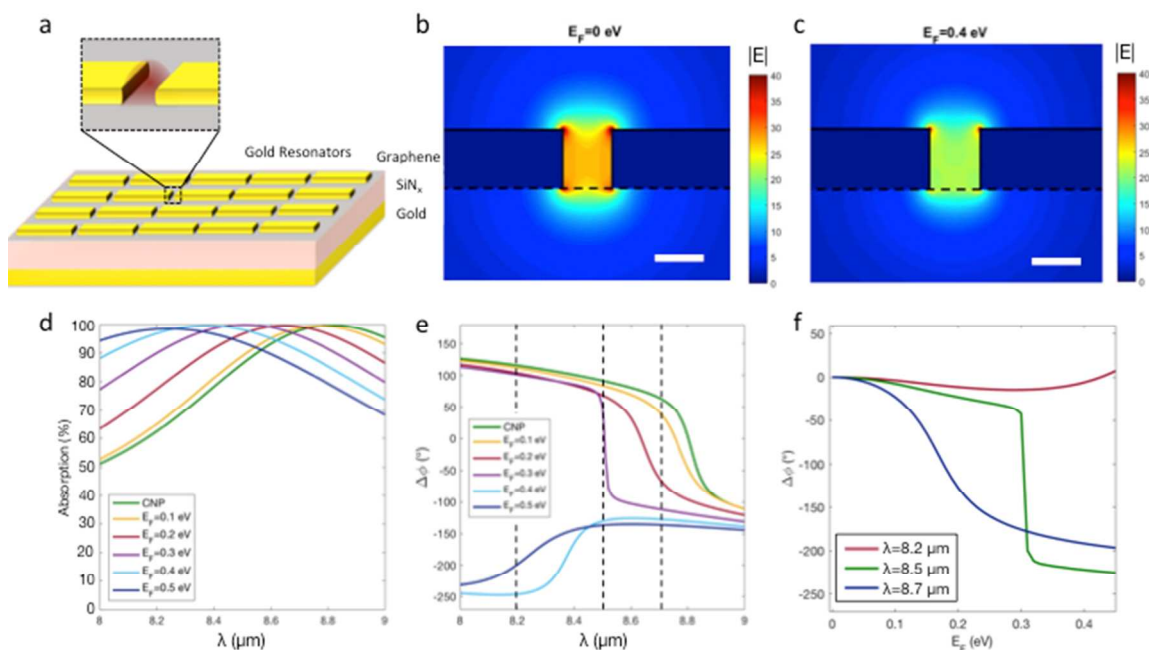 a
Gold Resonators
Graphene
SiNx
Gold
b
E_F=0 eV
|E|
40
35
30
25
20
15
10
5
0
c
E_F=0.4 eV
|E|
40
35
30
25
20
15
10
5
0
d
Absorption (%)
100
90
80
70
60
50
40
30
20
10
0
CNP
E_F=0.1 eV
E_F=0.2 eV
E_F=0.3 eV
E_F=0.4 eV
E_F=0.5 eV
8 8.2 8.4 8.6 8.8 9
λ (μm)
e
Δϕ (°)
150
100
50
0
-50
-100
-150
-200
-250
CNP
E_F=0.1 eV
E_F=0.2 eV
E_F=0.3 eV
E_F=0.4 eV
E_F=0.5 eV
8 8.2 8.4 8.6 8.8 9
λ (μm)
f
Δϕ (°)
50
0
-50
-100
-150
-200
-250
λ=8.2 μm
λ=8.5 μm
λ=8.7 μm
0 0.1 0.2 0.3 0.4
E_F (eV)